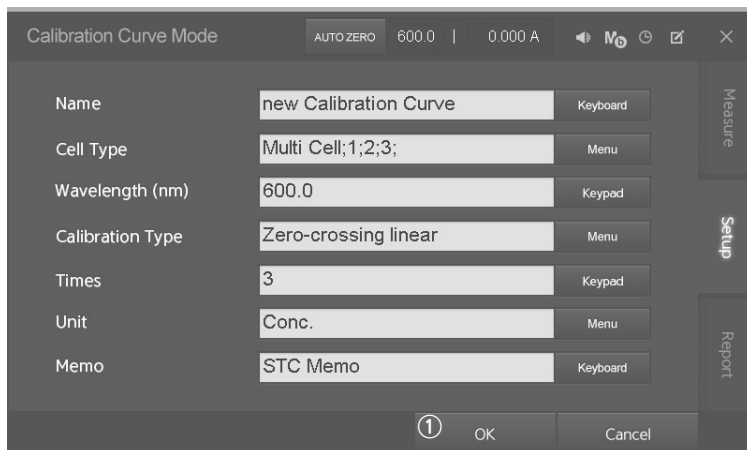 Calibration Curve Mode AUTO ZERO 600.0 | 0.000 A Mb ×
Name new Calibration Curve Keyboard
Cell Type Multi Cell;1;2;3; Menu
Wavelength (nm) 600.0 Keypad
Calibration Type Zero-crossing linear Menu
Times 3 Keypad
Unit Conc. Menu
Memo STC Memo Keyboard
① OK Cancel
Measure
Setup
Report